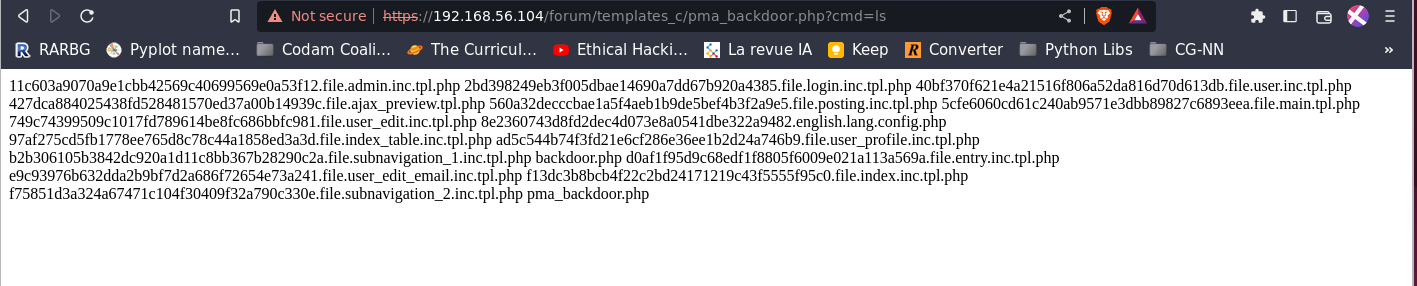 Not secure https://192.168.56.104/forum/templates_c/pma_backdoor.php?cmd=ls
RARBG Pyplot name... Codam Coali... The Curricul... Ethical Hacki... La revue IA Keep Converter Python Libs CG-NN »
11c603a9070a9e1cbb42569c40699569e0a53f12.file.admin.inc.tpl.php 2bd398249eb3f005dbae14690a7dd67b920a4385.file.login.inc.tpl.php 40bf370f621e4a21516f806a52da816d70d613db.file.user.inc.tpl.php
427dca884025438fd528481570ed37a00b14939c.file.ajax_preview.tpl.php 560a32decccbae1a5f4aeb1b9de5bef4b3f2a9e5.file.posting.inc.tpl.php 5cfe6060cd61c240ab9571e3dbb89827c6893eea.file.main.tpl.php
749c74399509c1017fd789614be8fc686bbfc981.file.user_edit.inc.tpl.php 8e2360743d8fd2dec4d073e8a0541dbe322a9482.english.lang.config.php
97af275cd5fb1778ee765d8c78c44a1858ed3a3d.file.index_table.inc.tpl.php ad5c544b74f3fd21e6cf286e36ee1b2d24a746b9.file.user_profile.inc.tpl.php
b2b306105b3842dc920a1d11c8bb367b28290c2a.file.subnavigation_1.inc.tpl.php backdoor.php d0af1f95d9c68edf1f8805f6009e021a113a569a.file.entry.inc.tpl.php
e9c93976b632dda2b9bf7d2a686f72654e73a241.file.user_edit_email.inc.tpl.php f13dc3b8bcb4f22c2bd24171219c43f5555f95c0.file.index.inc.tpl.php
f75851d3a324a67471c104f30409f32a790c330e.file.subnavigation_2.inc.tpl.php pma_backdoor.php